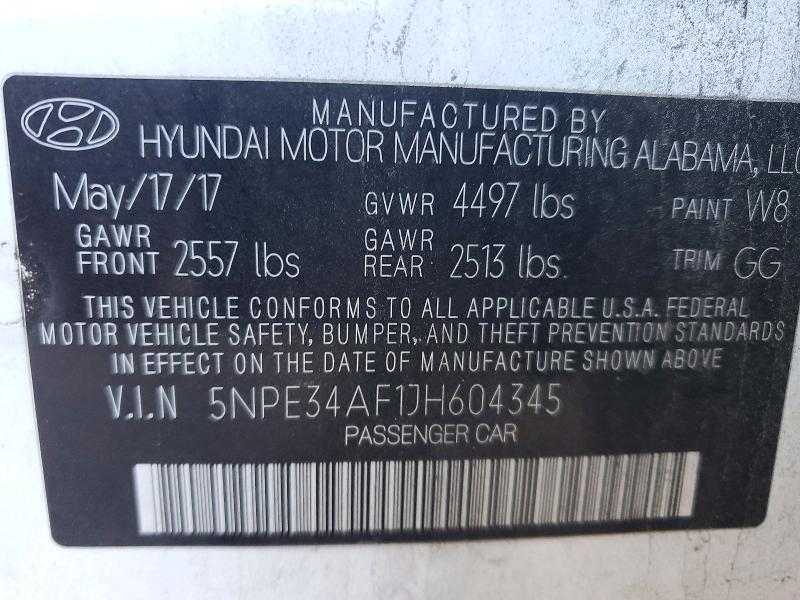 MANUFACTURED BY
HYUNDAI MOTOR MANUFACTURING ALABAMA, LLC
May/17/17 GVWR 4497 lbs PAINT W8
GAWR FRONT 2557 lbs GAWR REAR 2513 lbs. TRIM GG
THIS VEHICLE CONFORMS TO ALL APPLICABLE U.S.A. FEDERAL
MOTOR VEHICLE SAFETY, BUMPER, AND THEFT PREVENTION STANDARDS
IN EFFECT ON THE DATE OF MANUFACTURE SHOWN ABOVE
V.I.N 5NPE34AF1JH604345
PASSENGER CAR